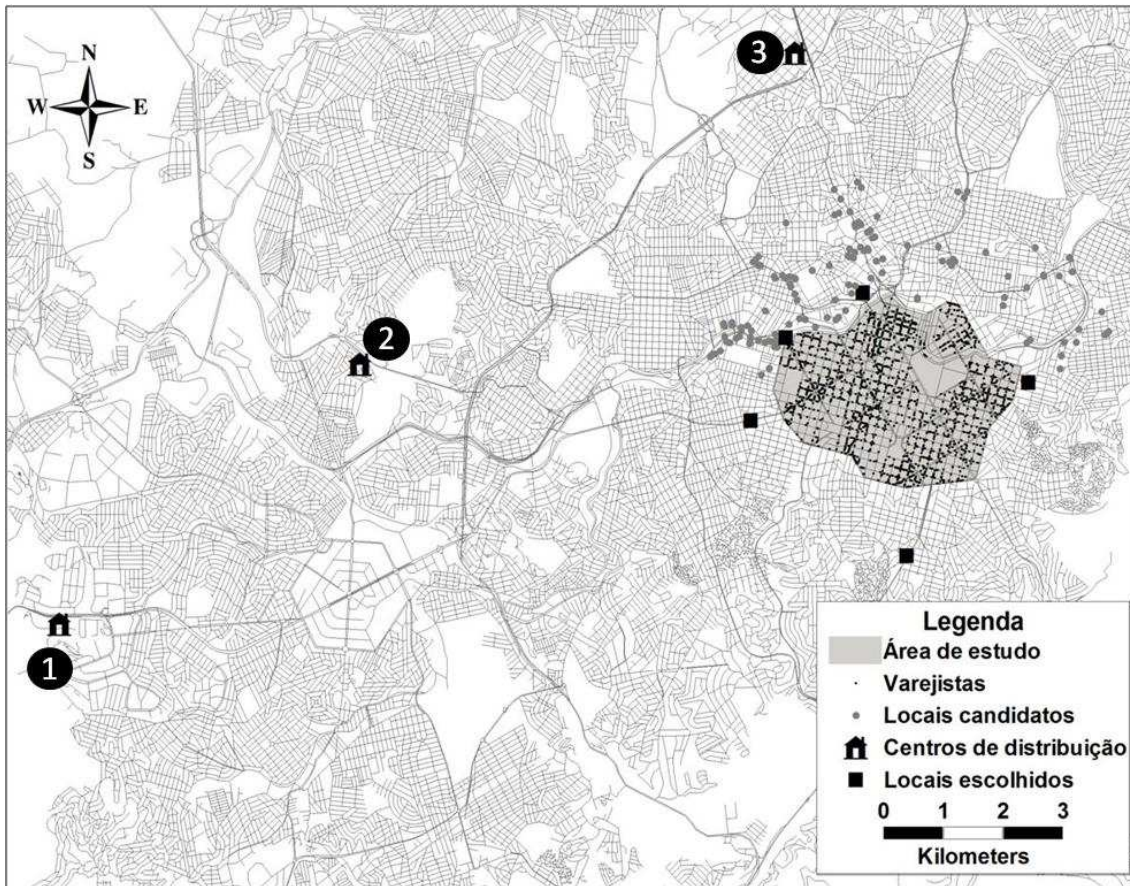 3
N
W E
S
2
1
Legenda
Área de estudo
Varejistas
Locais candidatos
Centros de distribuição
Locais escolhidos
0 1 2 3
Kilometers